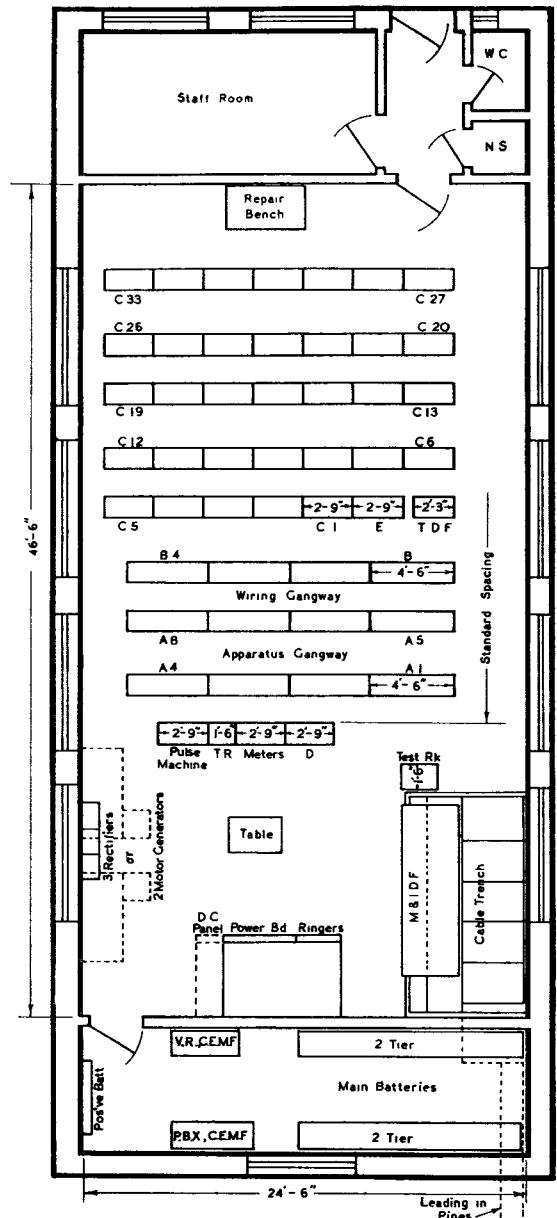 WC
Staff Room
NS
Repair
Bench
C 33
C 27
C 26
C 20
C 19
C 13
C 12
C 6
2-9"
2-9"
2'-3"
C 5
C 1
E
T D F
46'-6"
B 4
B
4'-6"
Wiring Gangway
Standard Spacing
A 8
A 5
Apparatus Gangway
A 4
A 1
4'-6"
2'-9"
1'-6"
2'-9"
2'-9"
Pulse
Machine
T R
Meters
D
Test Rk
1'-6"
3 Rectifiers
or
2 Motor Generators
Table
M & I D F
Cable Trench
D C
Panel
Power Bd
Ringers
V.R., C.E.M.F
2 Tier
Pos've Batt
Main Batteries
P.B.X., C.E.M.F
2 Tier
24'-6"
Leading in
Pipes